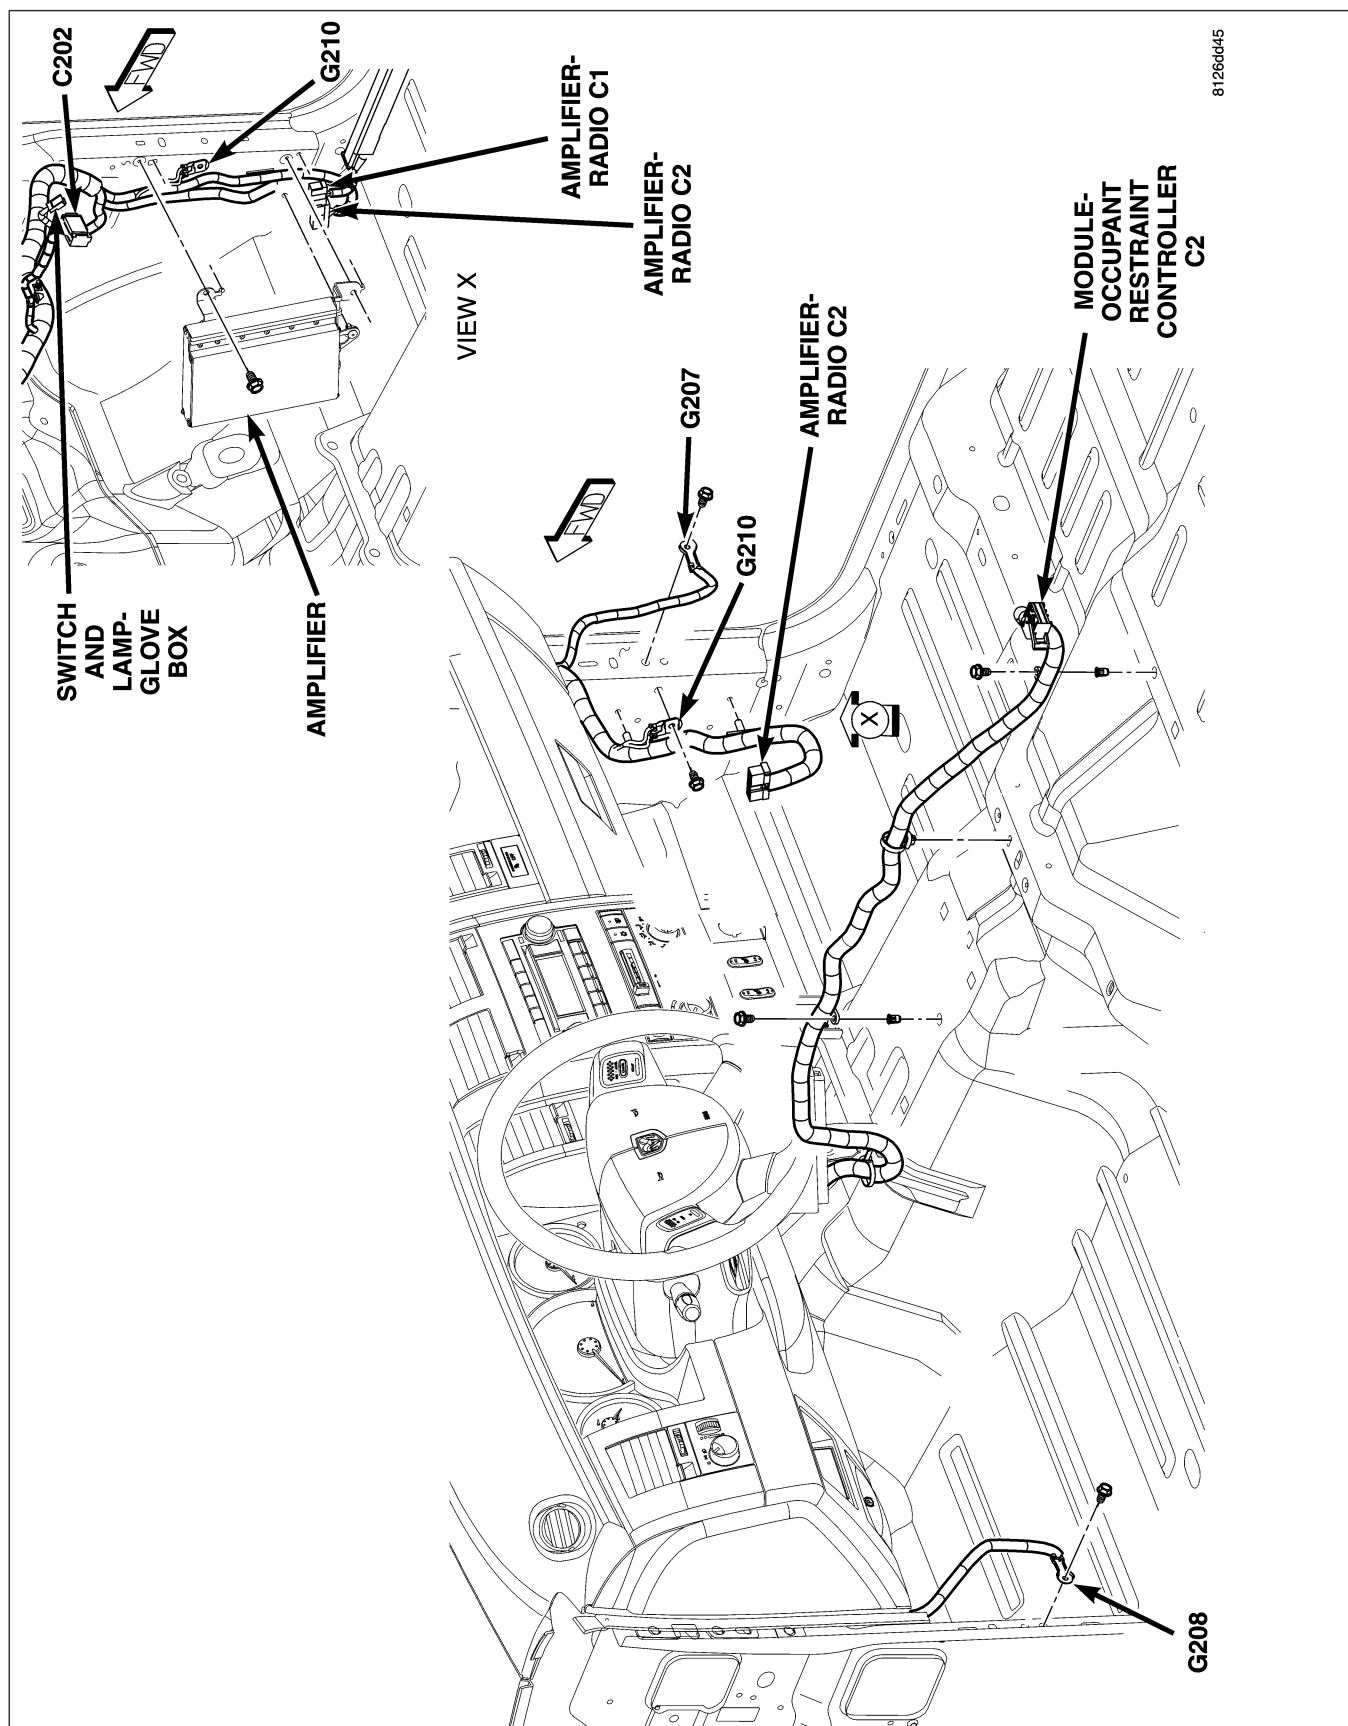 C202
FWD
G210
AMPLIFIER-
RADIO C1
AMPLIFIER-
RADIO C2
SWITCH
AND
LAMP-
GLOVE
BOX
AMPLIFIER
VIEW X
FWD
G207
G210
AMPLIFIER-
RADIO C2
X
MODULE-
OCCUPANT
RESTRAINT
CONTROLLER
C2
G208
8126dd45